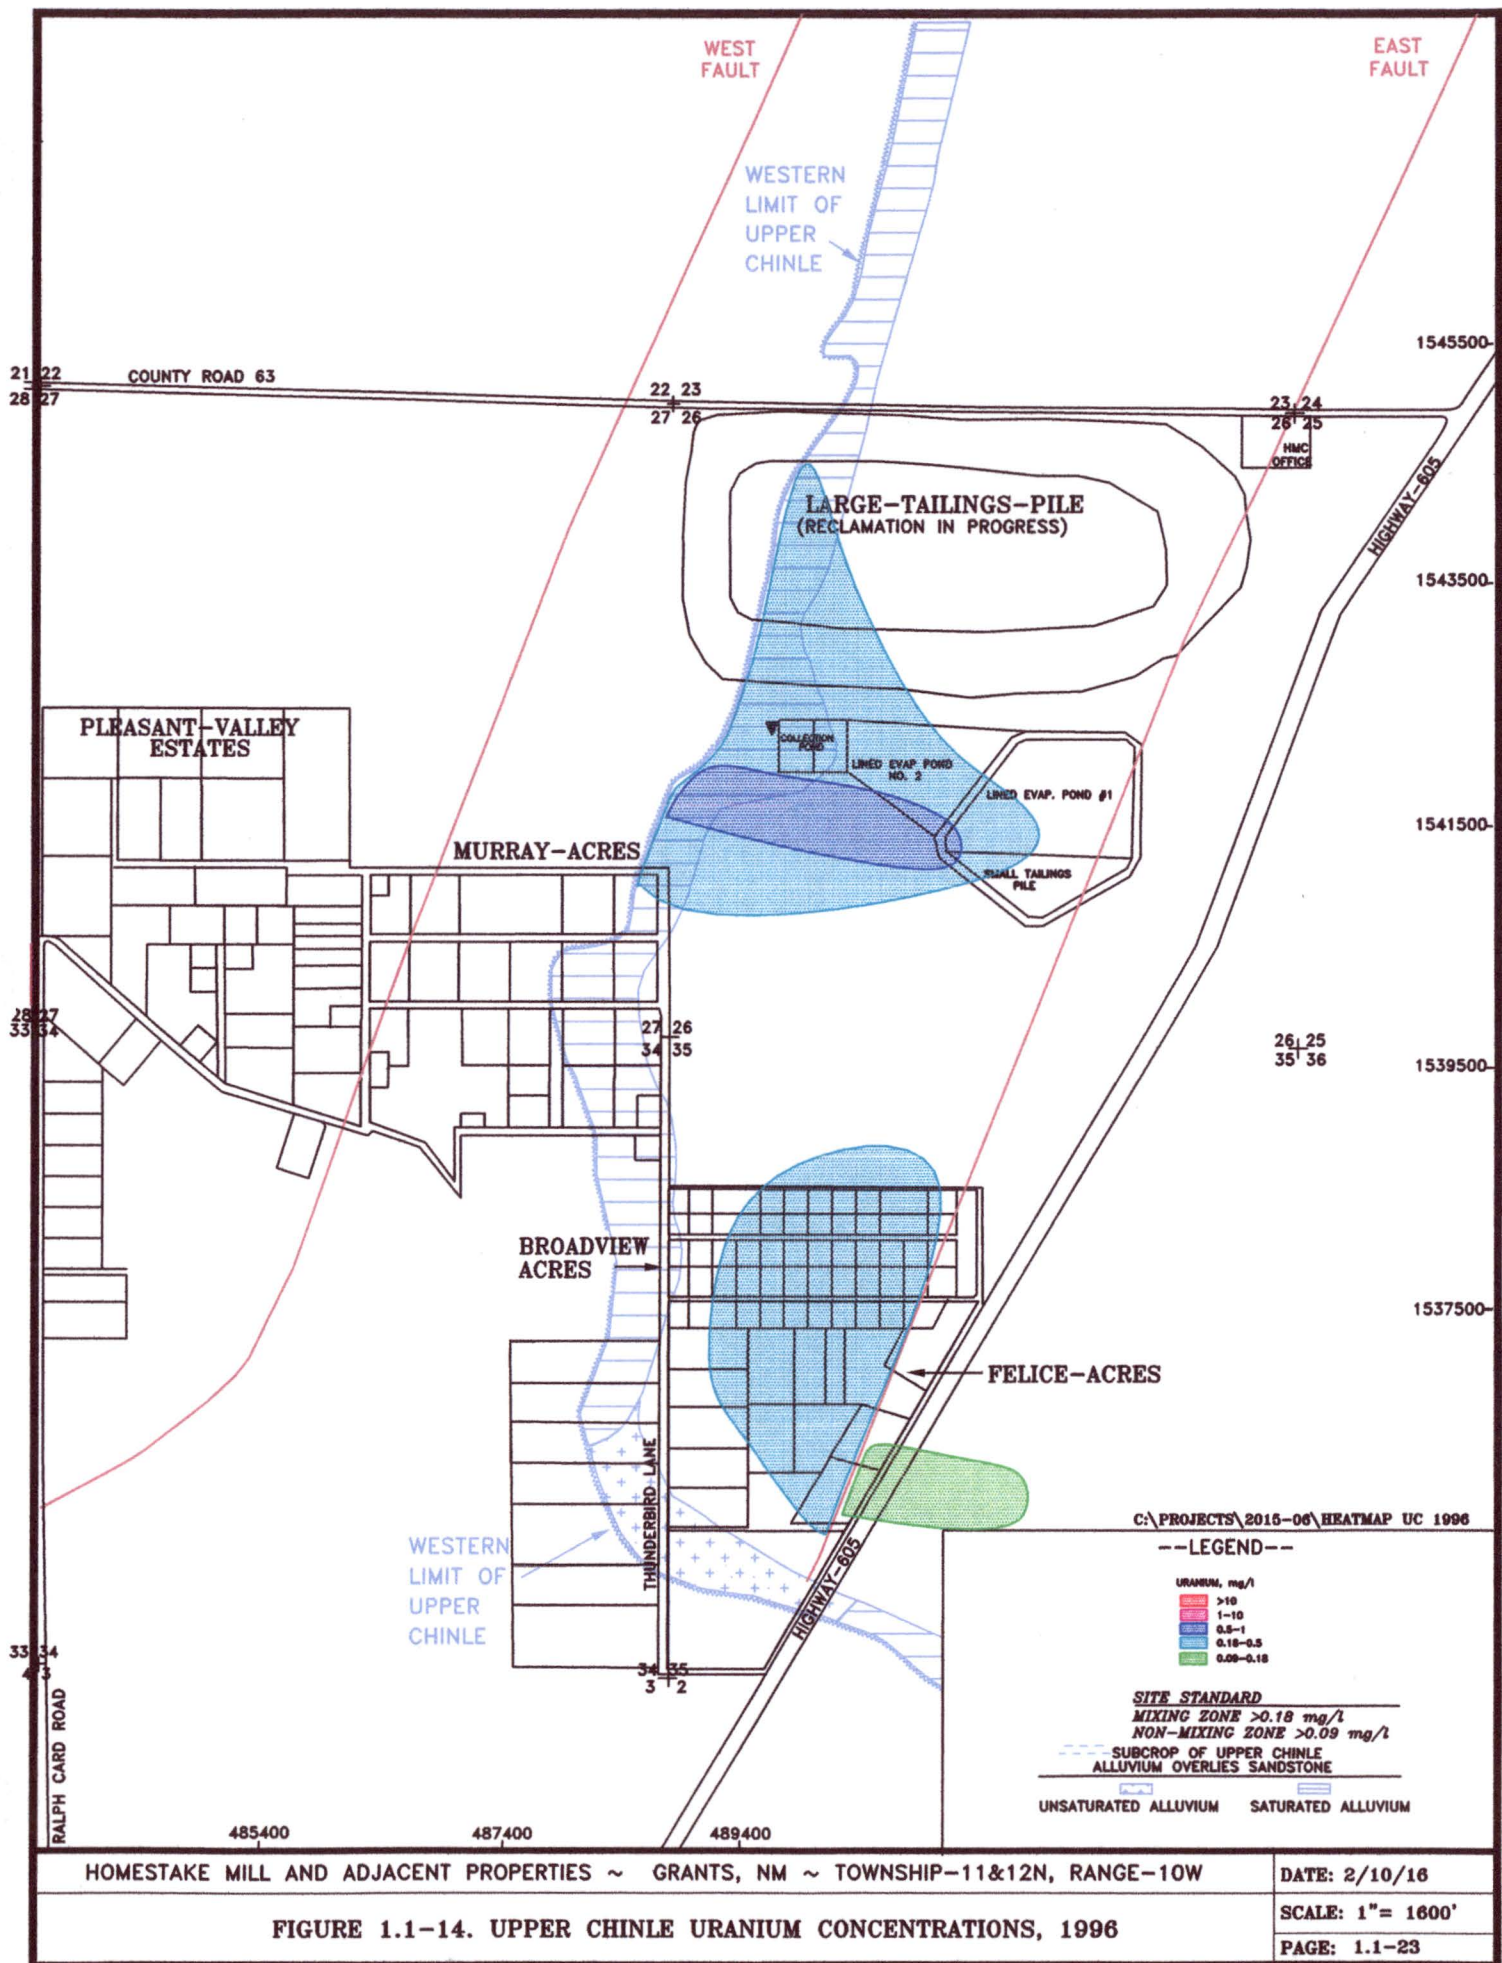 WEST
FAULT
EAST
FAULT
WESTERN
LIMIT OF
UPPER
CHINLE
1545500
21 22
28 27
COUNTY ROAD 63
22 23
27 26
23 24
26 25
HMC
OFFICE
HIGHWAY-605
LARGE-TAILINGS-PILE
(RECLAMATION IN PROGRESS)
1543500
PLEASANT-VALLEY
ESTATES
COLLECTION
POND
LINED EVAP POND
NO. 2
LINED EVAP. POND #1
1541500
MURRAY-ACRES
SMALL TAILINGS
PILE
28 27
33 34
27 26
34 35
26 25
35 36
1539500
BROADVIEW
ACRES
1537500
FELICE-ACRES
THUNDERBIRD LANE
WESTERN
LIMIT OF
UPPER
CHINLE
HIGHWAY-605
33 34
4 3
34 35
3 2
RALPH CARD ROAD
485400
487400
489400
C:\PROJECTS\2015-06\HEATMAP UC 1996
--LEGEND--
URANIUM, mg/l
>10
1-10
0.5-1
0.18-0.5
0.09-0.18
SITE STANDARD
MIXING ZONE >0.18 mg/l
NON-MIXING ZONE >0.09 mg/l
SUBCROP OF UPPER CHINLE
ALLUVIUM OVERLIES SANDSTONE
UNSATURATED ALLUVIUM
SATURATED ALLUVIUM
HOMESTAKE MILL AND ADJACENT PROPERTIES ~ GRANTS, NM ~ TOWNSHIP-11&12N, RANGE-10W
DATE: 2/10/16
FIGURE 1.1-14. UPPER CHINLE URANIUM CONCENTRATIONS, 1996
SCALE: 1"= 1600'
PAGE: 1.1-23